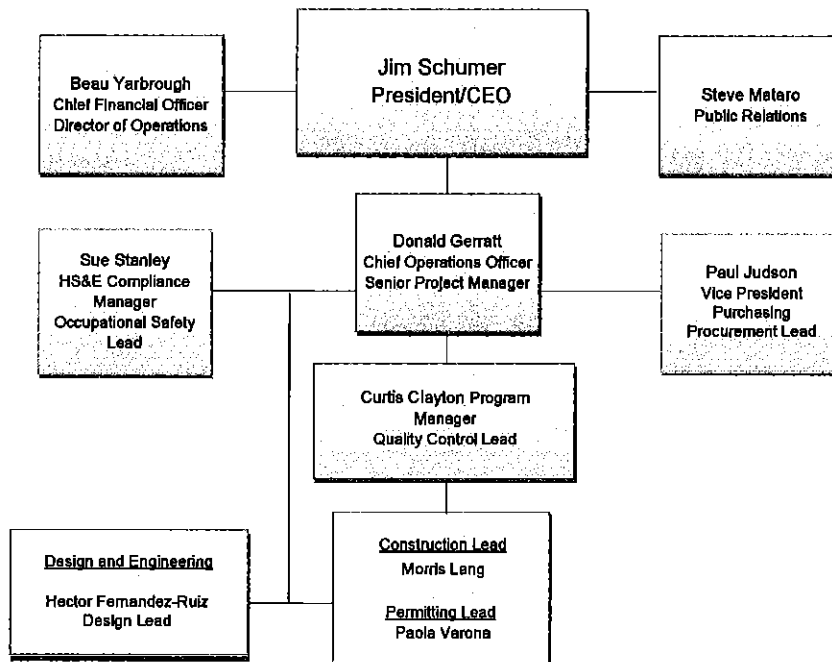 Jim Schumer
President/CEO
Beau Yarbrough
Chief Financial Officer
Director of Operations
Steve Mataro
Public Relations
Donald Gerratt
Chief Operations Officer
Senior Project Manager
Sue Stanley
HS&E Compliance
Manager
Occupational Safety
Lead
Paul Judson
Vice President
Purchasing
Procurement Lead
Curtis Clayton Program
Manager
Quality Control Lead
Design and Engineering
Hector Fernandez-Ruiz
Design Lead
Construction Lead
Morris Lang
Permitting Lead
Paola Varona